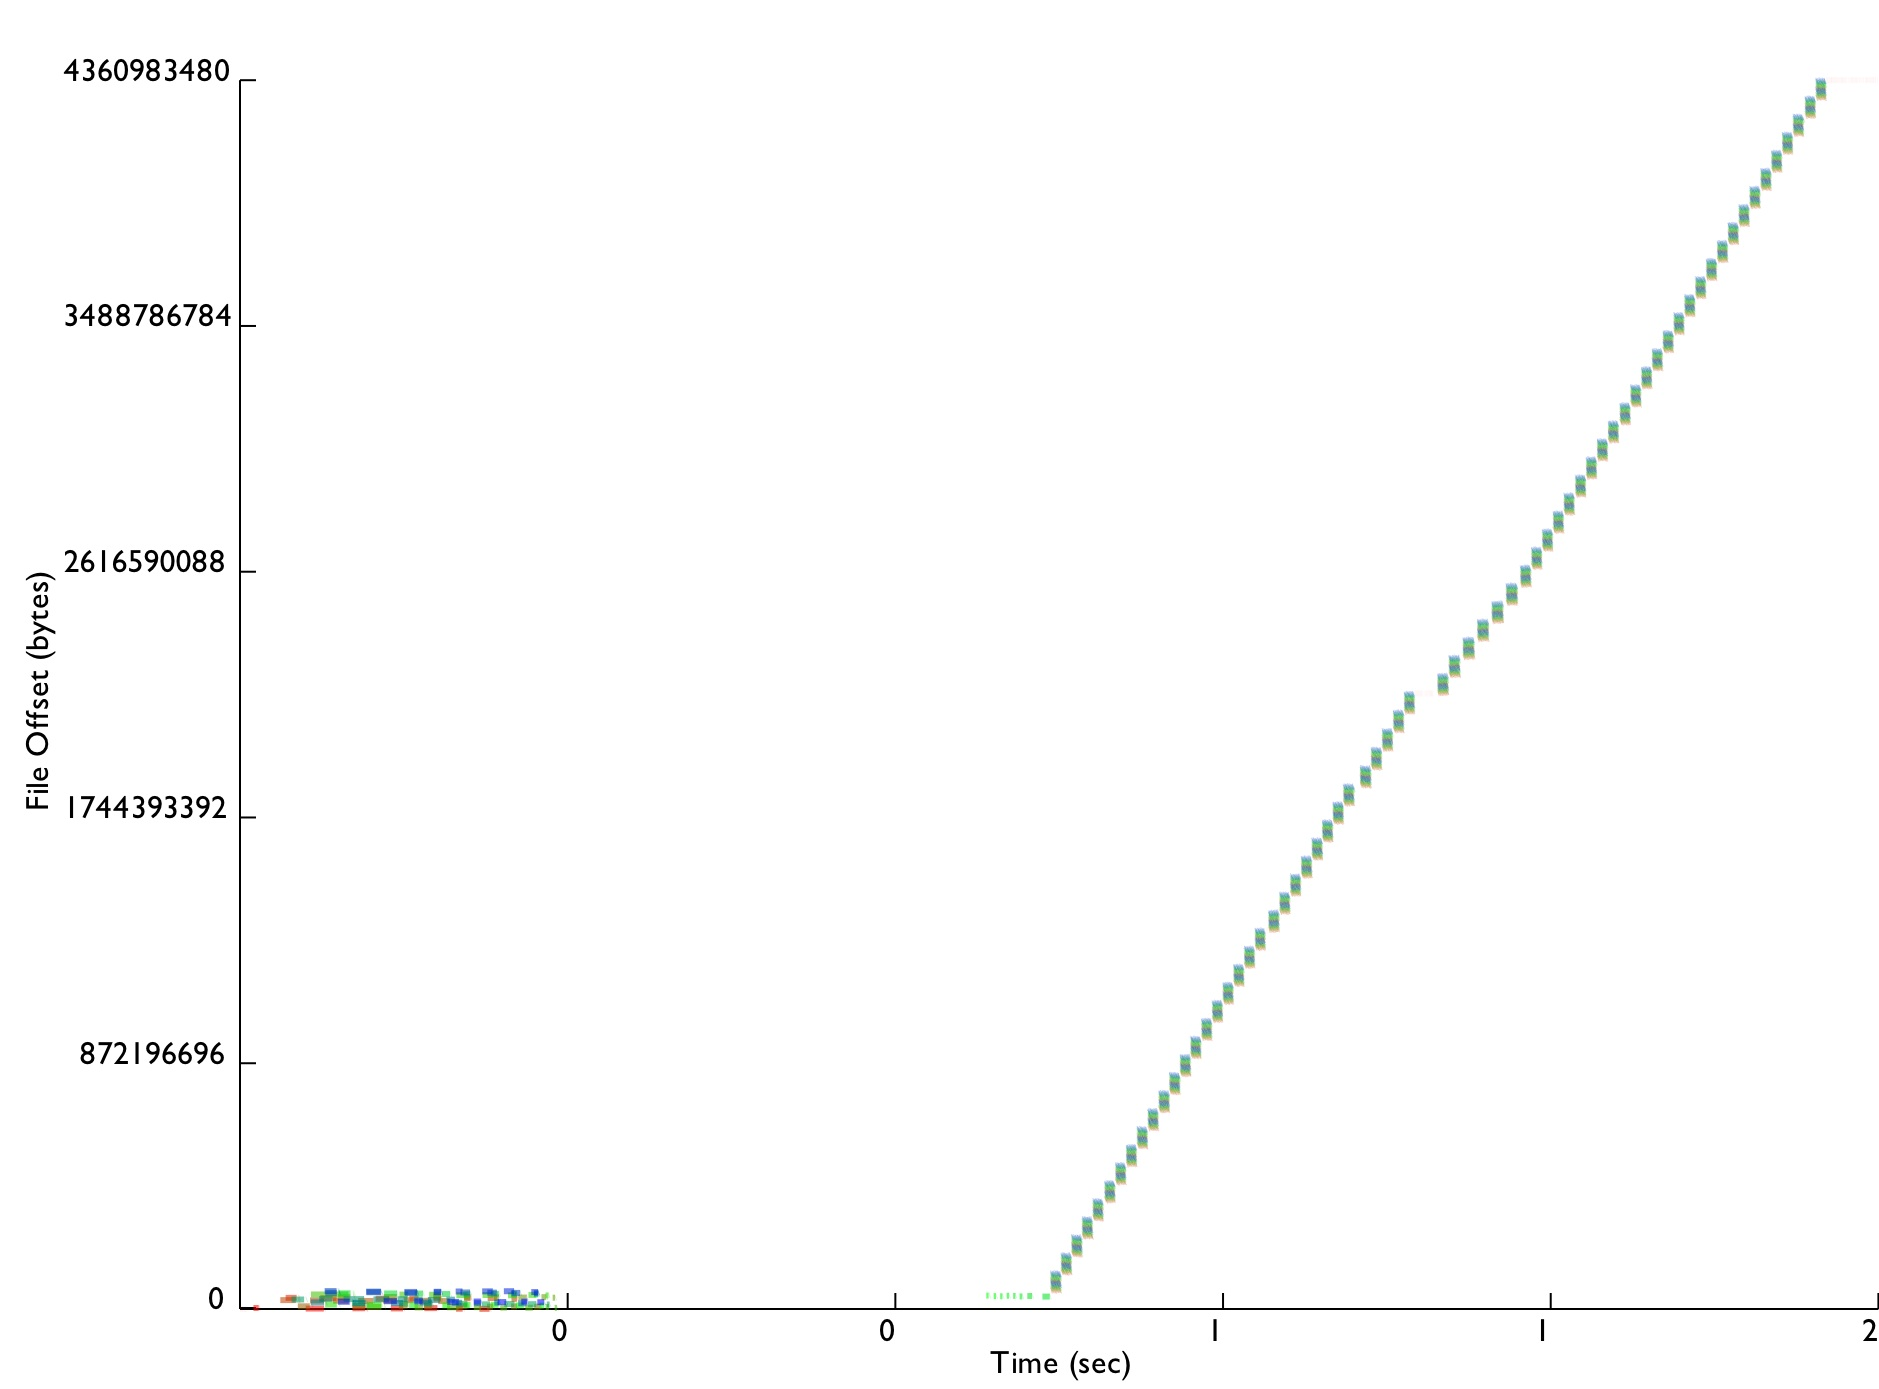 4360983480
3488786784
2616590088
1744393392
872196696
0
File Offset (bytes)
0 0 1 1 2
Time (sec)